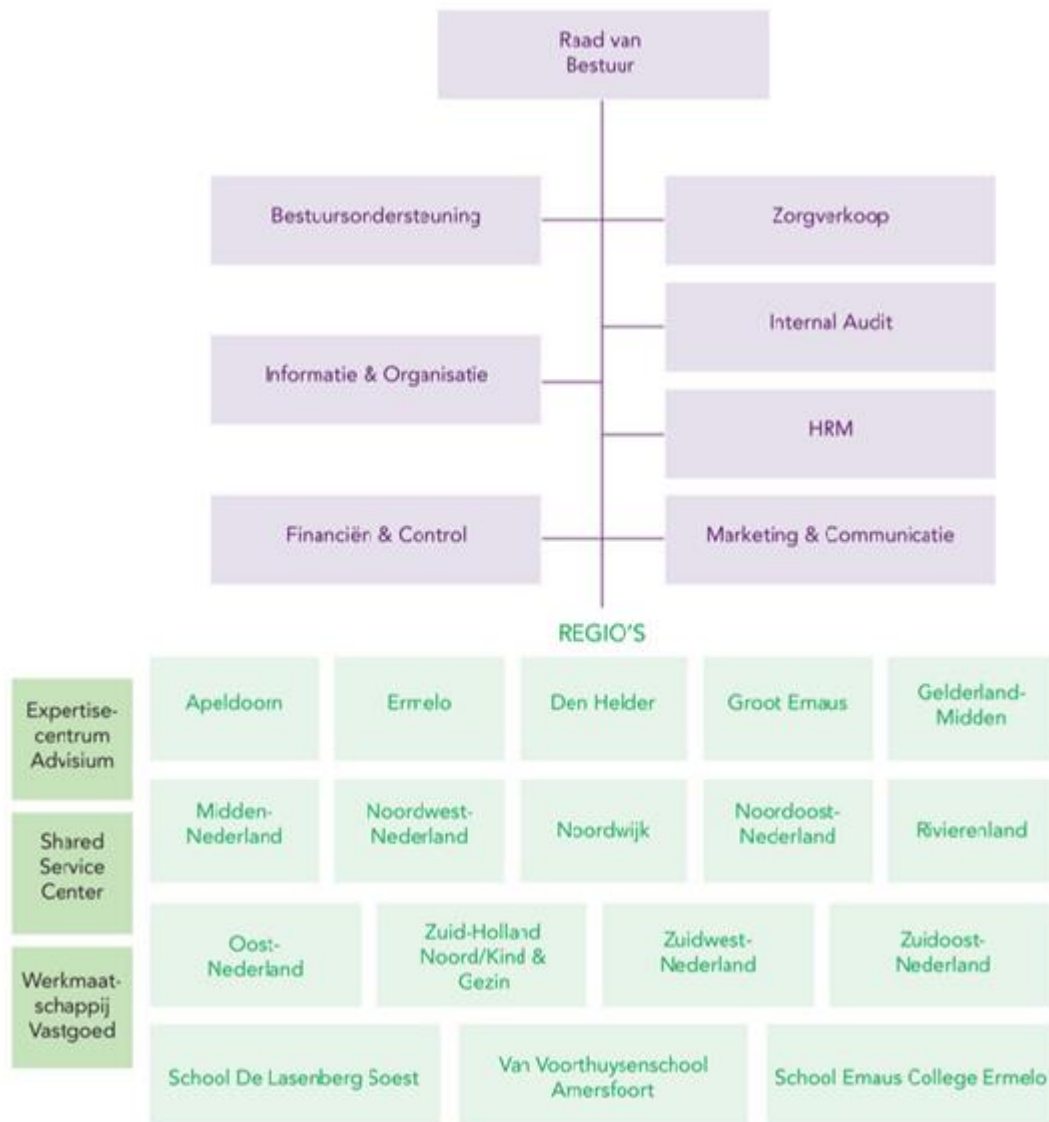 Raad van
Bestuur
Bestuursondersteuning
Zorgverkoop
Internal Audit
Informatie & Organisatie
HRM
Financiën & Control
Marketing & Communicatie
REGIO'S
Expertise-
centrum
Advisium
Apeldoorn
Ermelo
Den Helder
Groot Emaus
Gelderland-
Midden
Shared
Service
Center
Midden-
Nederland
Noordwest-
Nederland
Noordwijk
Noordoost-
Nederland
Rivierenland
Werkmaat-
schappij
Vastgoed
Oost-
Nederland
Zuid-Holland
Noord/Kind &
Gezin
Zuidwest-
Nederland
Zuidoost-
Nederland
School De Lasenberg Soest
Van Voorthuysenschool
Amersfoort
School Emaus College Ermelo